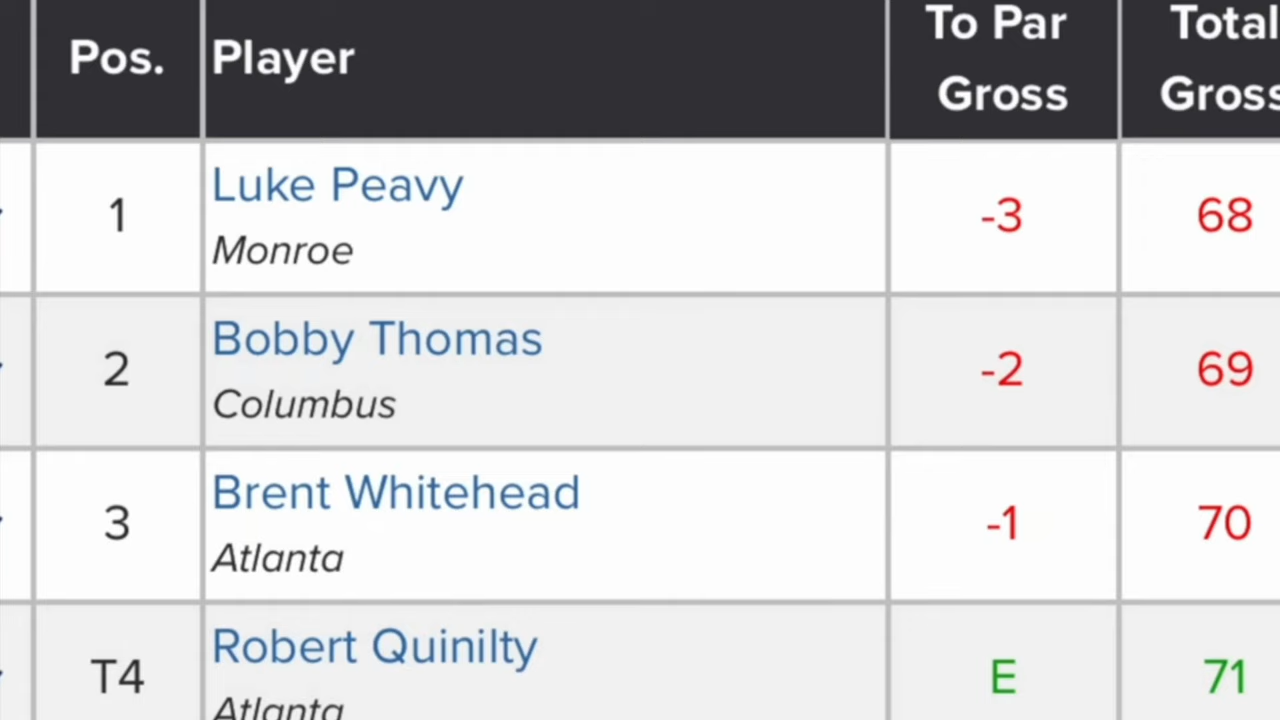 Pos. Player To Par Gross Total Gross
1 Luke Peavy -3 68
Monroe
2 Bobby Thomas -2 69
Columbus
3 Brent Whitehead -1 70
Atlanta
T4 Robert Quinilty E 71
Atlanta